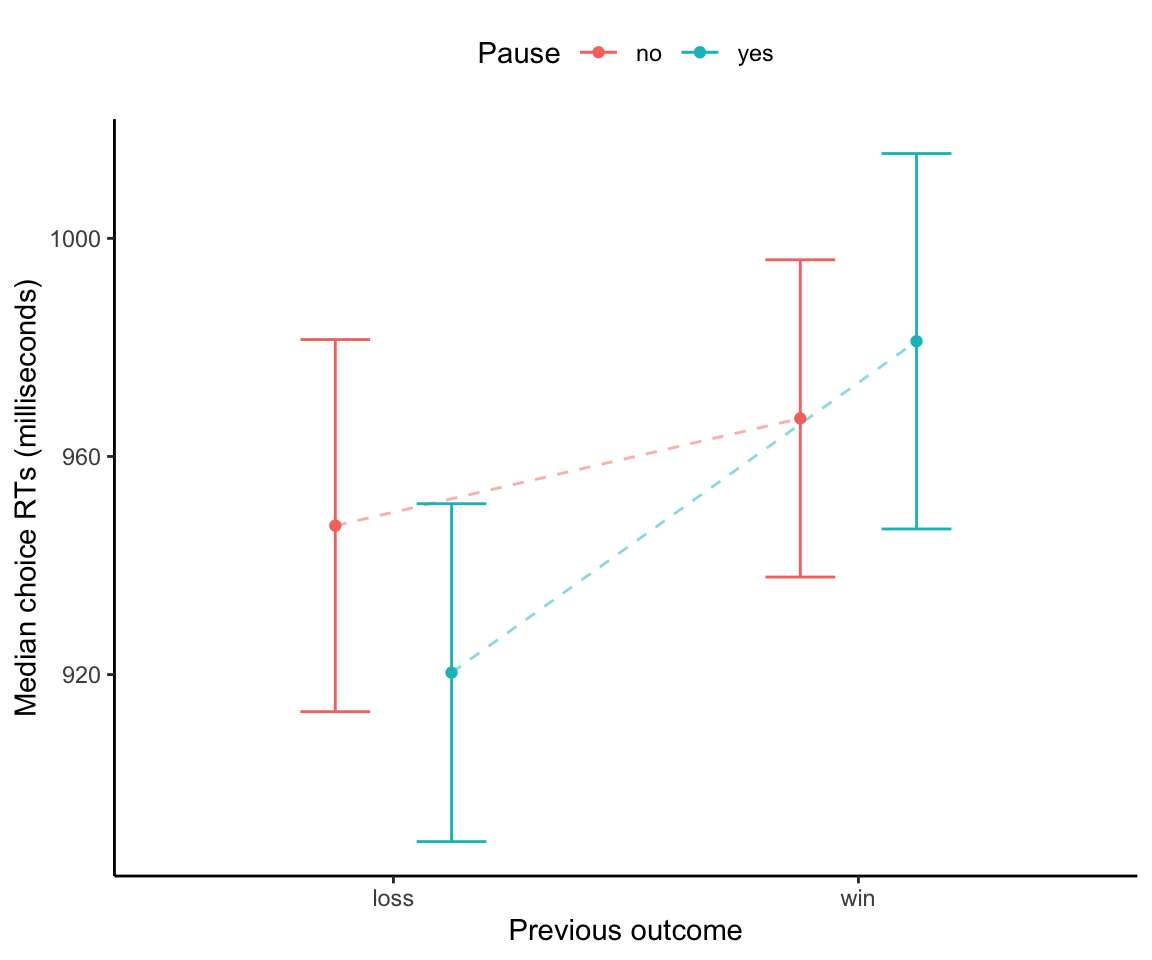 Pause no yes
Median choice RTs (milliseconds)
1000
960
920
loss win
Previous outcome